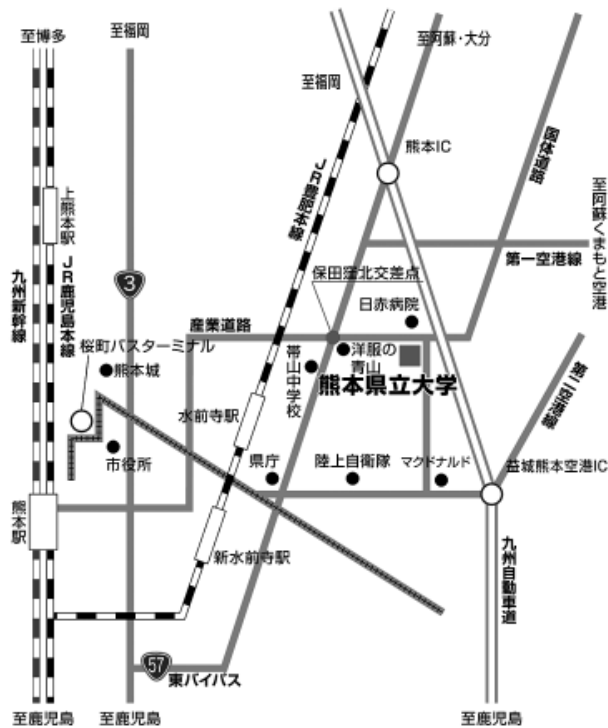 至博多
至福岡
至阿蘇・大分
至福岡
熊本IC
国体道路
JR豊肥本線
至阿蘇くまもと空港
上熊本駅
第一空港線
九州新幹線
JR鹿児島本線
3
保田窪北交差点
日赤病院
産業道路
桜町バスターミナル
熊本城
帯山中学校
洋服の
青山
熊本県立大学
第二空港線
水前寺駅
市役所
県庁
陸上自衛隊
マクドナルド
益城熊本空港IC
熊本駅
新水前寺駅
九州自動車道
57
東バイパス
至鹿児島
至鹿児島
至鹿児島